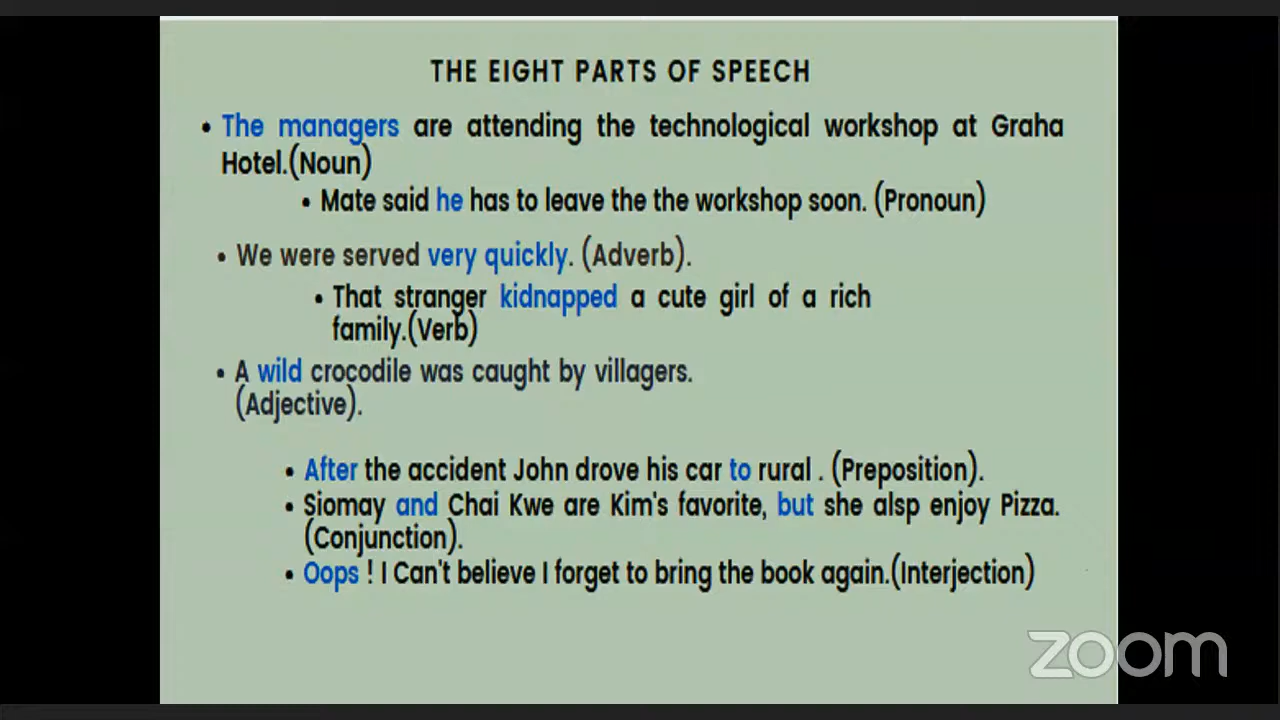 THE EIGHT PARTS OF SPEECH
• The managers are attending the technological workshop at Graha
Hotel.(Noun)
• Mate said he has to leave the the workshop soon. (Pronoun)
• We were served very quickly. (Adverb).
• That stranger kidnapped a cute girl of a rich
family.(Verb)
• A wild crocodile was caught by villagers.
(Adjective).
• After the accident John drove his car to rural . (Preposition).
• Siomay and Chai Kwe are Kim's favorite, but she alsp enjoy Pizza.
(Conjunction).
• Oops ! I Can't believe I forget to bring the book again.(Interjection)
zoom